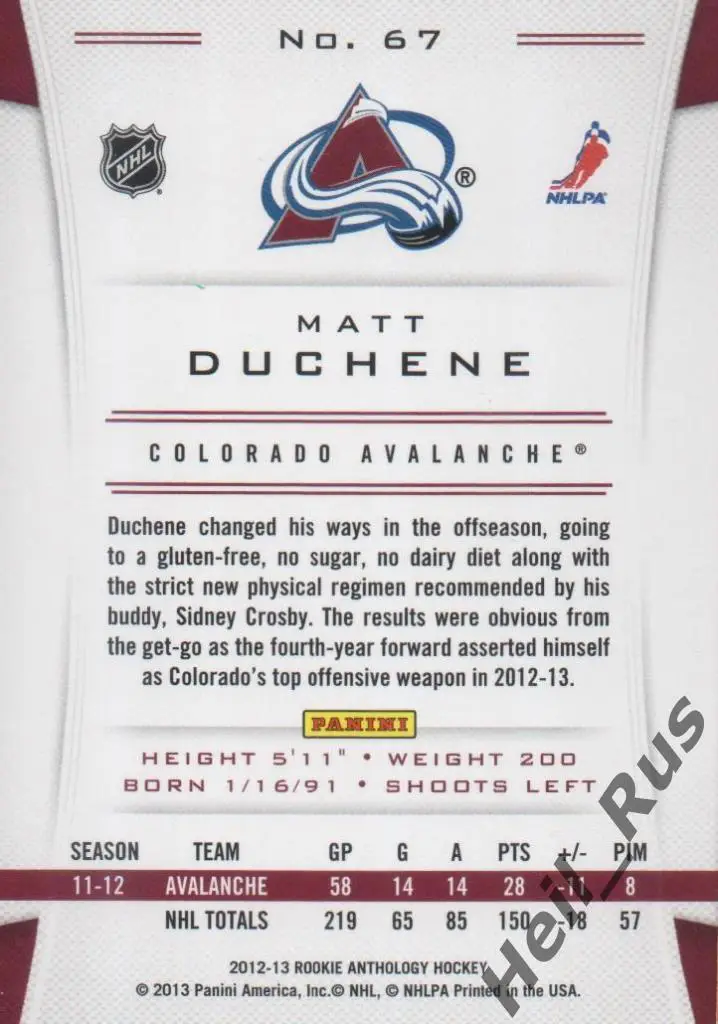 No. 67
NHL
®
NHLPA
MATT
DUCHENE
COLORADO AVALANCHE®
Duchene changed his ways in the offseason, going
to a gluten-free, no sugar, no dairy diet along with
the strict new physical regimen recommended by his
buddy, Sidney Crosby. The results were obvious from
the get-go as the fourth-year forward asserted himself
as Colorado's top offensive weapon in 2012-13.
PANINI
HEIGHT 5'11" • WEIGHT 200
BORN 1/16/91 • SHOOTS LEFT
SEASON TEAM GP G A PTS +/- PIM
11-12 AVALANCHE 58 14 14 28 -11 8
NHL TOTALS 219 65 85 150 -18 57
2012-13 ROOKIE ANTHOLOGY HOCKEY
© 2013 Panini America, Inc.© NHL, © NHLPA Printed in the USA.
Heil_Rus